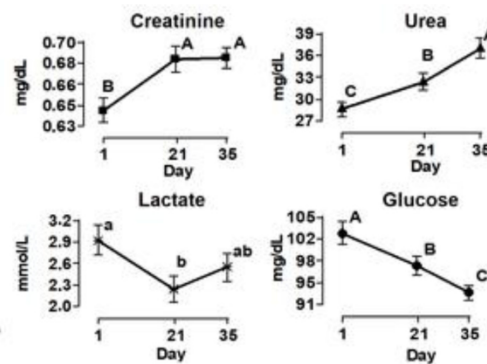 Creatinine
0.70
0.68
0.65
0.63
mg/dL
B
A
A
1 21 35
Day
Urea
39
36
33
30
27
mg/dL
C
B
A
1 21 35
Day
Lactate
3.2
2.9
2.6
2.3
2.0
mmol/L
a
b
ab
1 21 35
Day
Glucose
105
102
98
95
91
mg/dL
A
B
C
1 21 35
Day